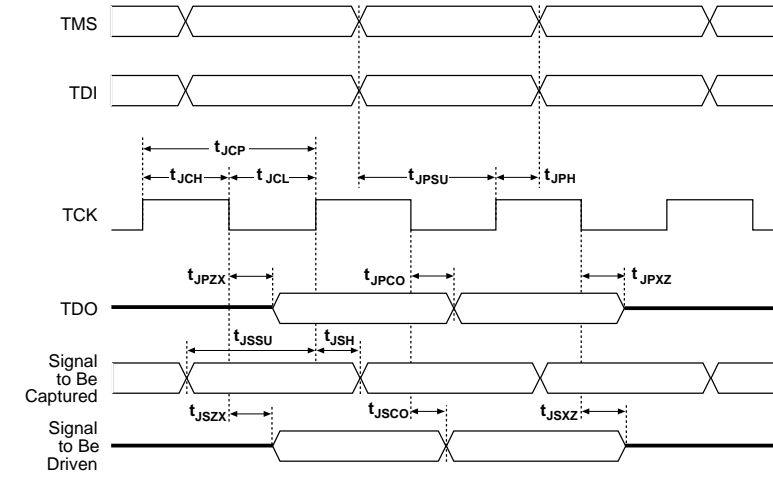 TMS
TDI
tJCP
tJCH
tJCL
tJPSU
tJPH
TCK
tJPZX
tJPCO
tJPXZ
TDO
tJSSU
tJSH
Signal
to Be
Captured
tJSZX
tJSCO
tJSXZ
Signal
to Be
Driven